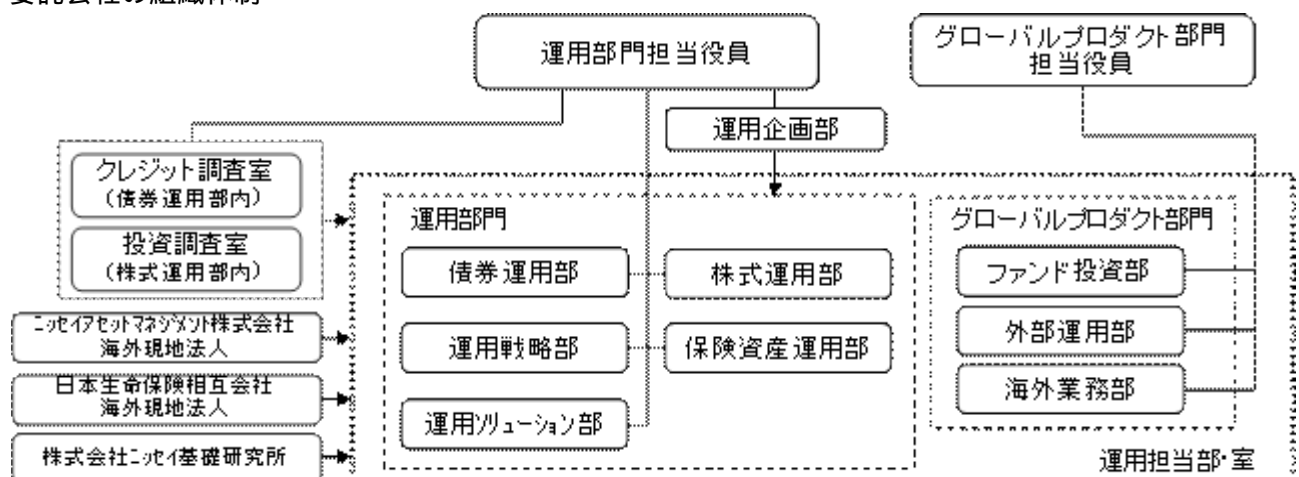 委託会社の組織体制
運用部門担当役員
グローバルプロダクト部門
担当役員
運用企画部
クレジット調査室
(債券運用部内)
投資調査室
(株式運用部内)
ニッセイアセットマネジメント株式会社
海外現地法人
日本生命保険相互会社
海外現地法人
株式会社ニッセイ基礎研究所
運用部門
債券運用部
株式運用部
運用戦略部
保険資産運用部
運用ソリューション部
グローバルプロダクト部門
ファンド投資部
外部運用部
海外業務部
運用担当部・室